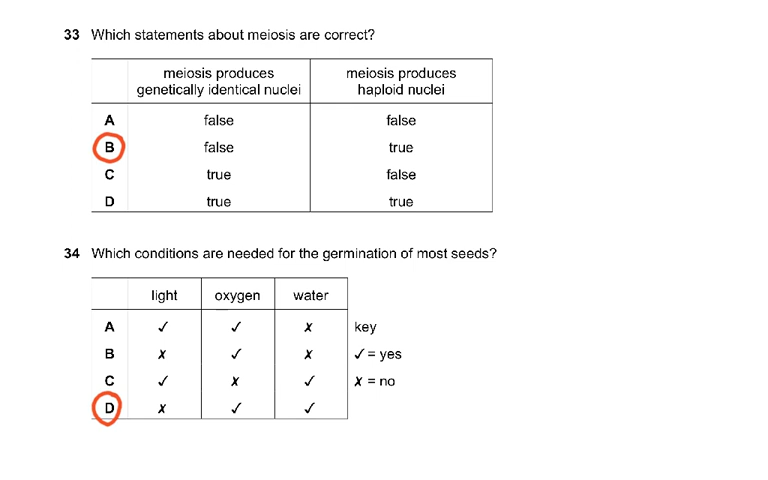 33 Which statements about meiosis are correct?
meiosis produces genetically identical nuclei meiosis produces haploid nuclei
A false false
B false true
C true false
D true true
34 Which conditions are needed for the germination of most seeds?
light oxygen water
A ✓ ✓ ✗ key
B ✗ ✓ ✗ ✓ = yes
C ✓ ✗ ✓ ✗ = no
D ✗ ✓ ✓